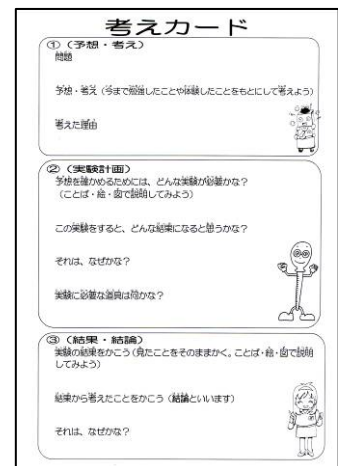 考えカード
① （予想・考え）
問題
予想・考え（今まで勉強したことや体験したことをもとにして考えよう）
考えた理由
② （実験計画）
予想を確かめるためには、どんな実験が必要かな？
（ことば・絵・図で説明してみよう）
この実験をすると、どんな結果になると思うかな？
それは、なぜかな？
実験に必要な道具は何かな？
③ （結果・結論）
実験の結果をかこう（見たことをそのままかく。ことば・絵・図で説明
してみよう）
結果から考えたことをかこう（結論といいます）
それは、なぜかな？